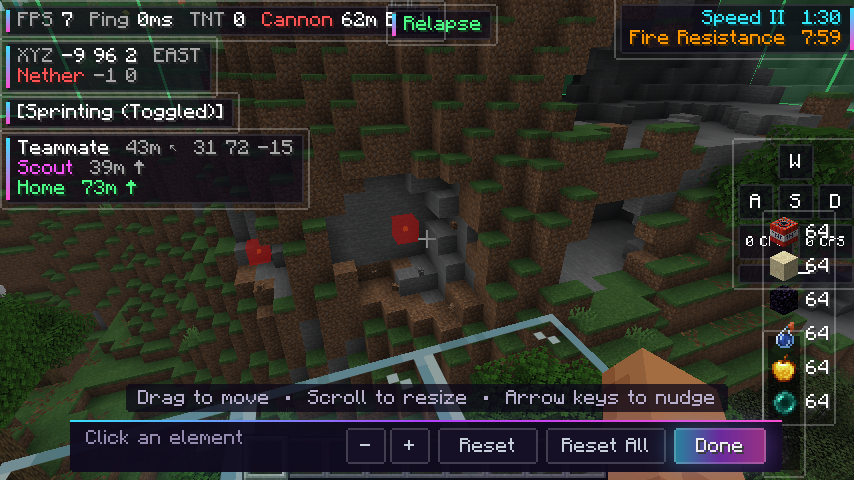 FPS 7 Ping 0ms TNT 0 Cannon 62m
Relapse
Speed II 1:30
Fire Resistance 7:59
XYZ -9 96 2 EAST
Nether -1 0
[Sprinting (Toggled)]
Teammate 43m ↖ 31 72 -15
Scout 39m ↑
Home 73m ↑
W
A S D
64
0 CPS
64
64
64
64
64
Drag to move • Scroll to resize • Arrow keys to nudge
Click an element
- + Reset Reset All Done